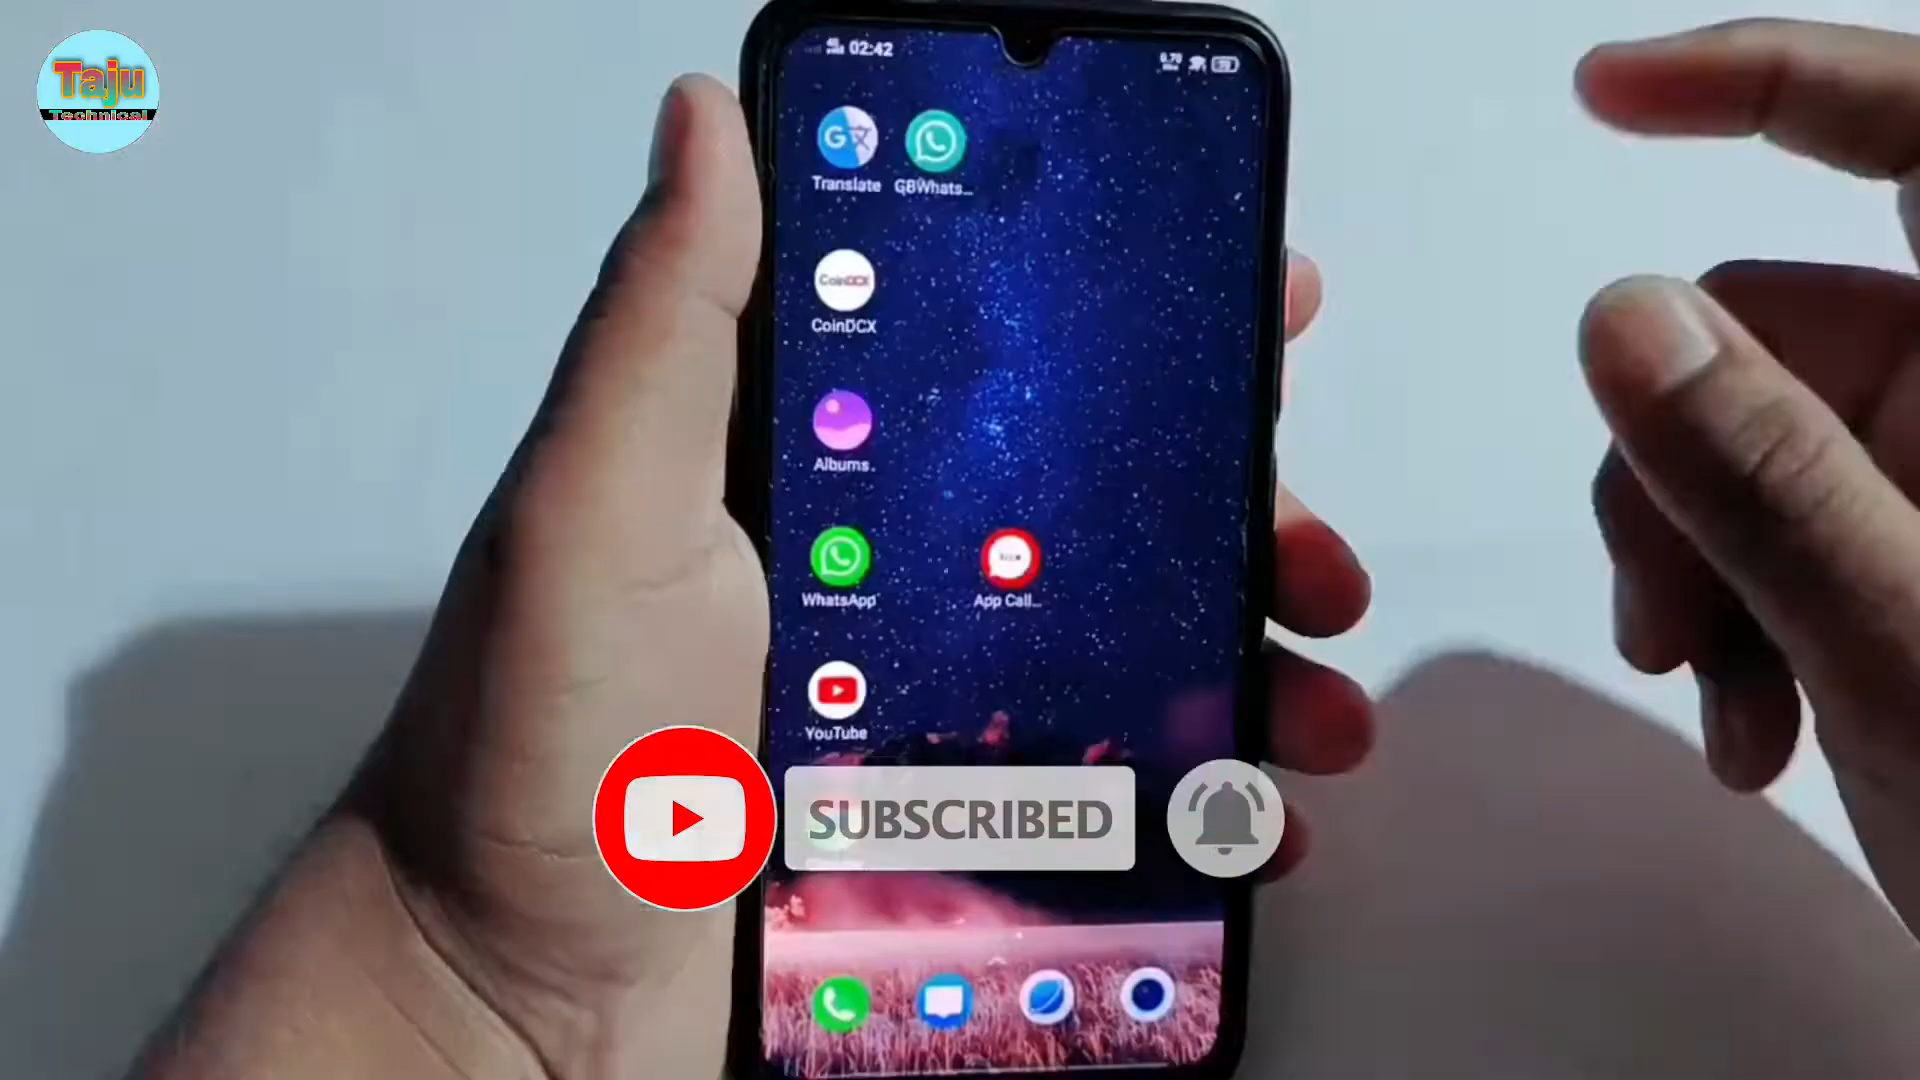 Taju
Technical
02:42
Translate
GBWhats...
CoinDCX
CoinDCX
Albums
WhatsApp
App Call...
YouTube
SUBSCRIBED